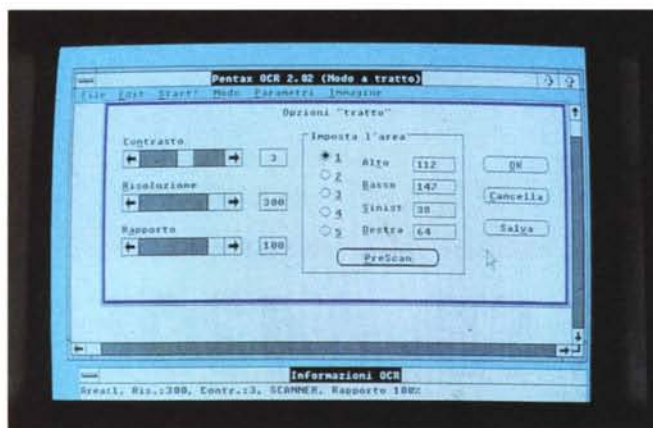 Pentax OCR 2.02 (Modo a tratto)
File Edit Start! Modo Parametri Immagine
Opzioni "tratto"
Contrasto
3
Risoluzione
300
Rapporto
100
Imposta l'area
1
2
3
4
5
Alto 112
Basso 147
Sinist 38
Destra 64
PreScan
OK
Cancella
Salva
Informazioni OCR
Area:1, Ris.:300, Contr.:3, SCANNER, Rapporto 100%